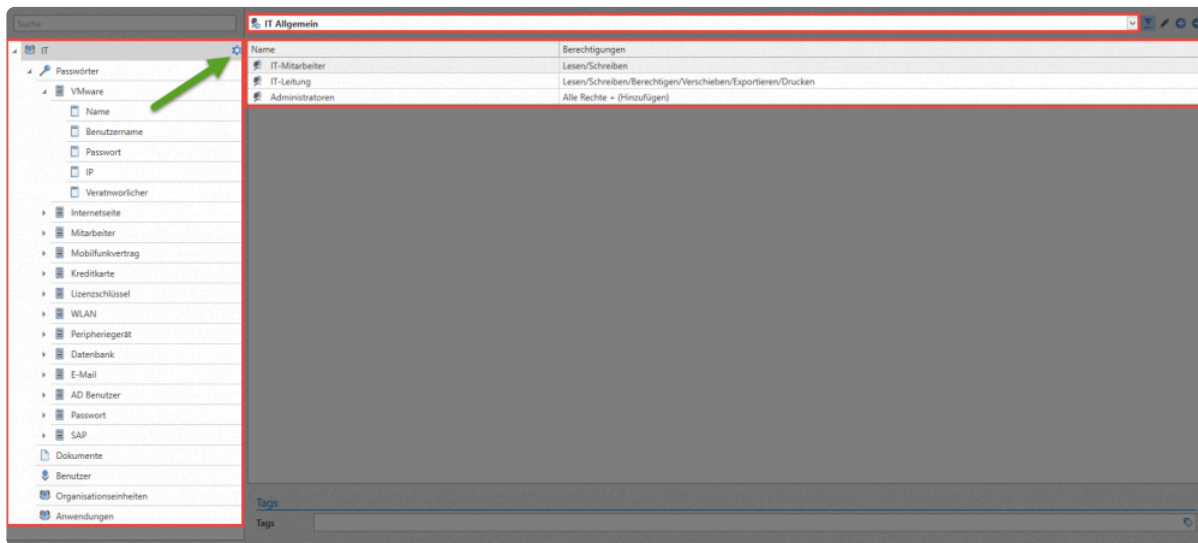 Suche
IT Allgemein
IT
Name Berechtigungen
IT-Mitarbeiter Lesen/Schreiben
IT-Leitung Lesen/Schreiben/Berechtigen/Verschieben/Exportieren/Drucken
Administratoren Alle Rechte + (Hinzufügen)
Passwörter
VMware
Name
Benutzername
Passwort
IP
Veratnworlicher
Internetseite
Mitarbeiter
Mobilfunkvertrag
Kreditkarte
Lizenzschlüssel
WLAN
Peripheriegerät
Datenbank
E-Mail
AD Benutzer
Passwort
SAP
Dokumente
Benutzer
Organisationseinheiten
Anwendungen
Tags
Tags